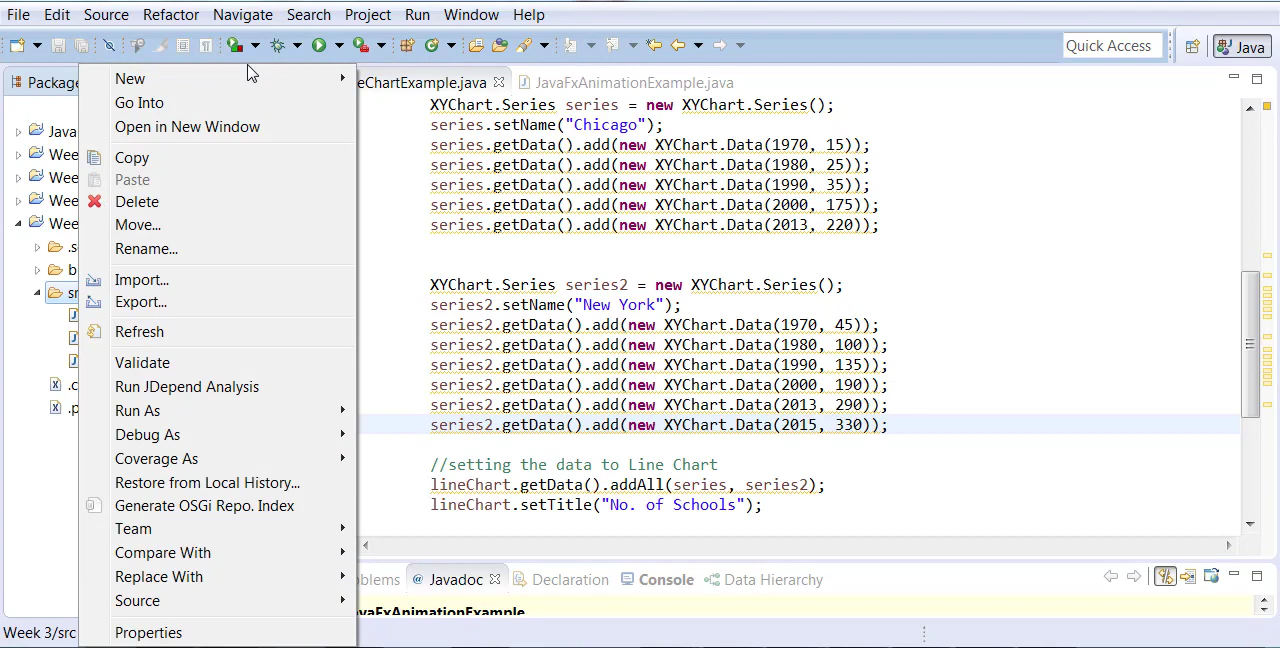 File Edit Source Refactor Navigate Search Project Run Window Help
Quick Access
Java
Package
eChartExample.java
JavaFxAnimationExample.java
Java
Wee
Wee
Wee
Wee
.s
b
sr
.c
.p
New
Go Into
Open in New Window
Copy
Paste
Delete
Move...
Rename...
Import...
Export...
Refresh
Validate
Run JDepend Analysis
Run As
Debug As
Coverage As
Restore from Local History...
Generate OSGi Repo. Index
Team
Compare With
Replace With
Source
Properties
XYChart.Series series = new XYChart.Series();
series.setName("Chicago");
series.getData().add(new XYChart.Data(1970, 15));
series.getData().add(new XYChart.Data(1980, 25));
series.getData().add(new XYChart.Data(1990, 35));
series.getData().add(new XYChart.Data(2000, 175));
series.getData().add(new XYChart.Data(2013, 220));
XYChart.Series series2 = new XYChart.Series();
series2.setName("New York");
series2.getData().add(new XYChart.Data(1970, 45));
series2.getData().add(new XYChart.Data(1980, 100));
series2.getData().add(new XYChart.Data(1990, 135));
series2.getData().add(new XYChart.Data(2000, 190));
series2.getData().add(new XYChart.Data(2013, 290));
series2.getData().add(new XYChart.Data(2015, 330));
//setting the data to Line Chart
lineChart.getData().addAll(series, series2);
lineChart.setTitle("No. of Schools");
oblems @ Javadoc Declaration Console Data Hierarchy
avaFxAnimationExample
Week 3/src